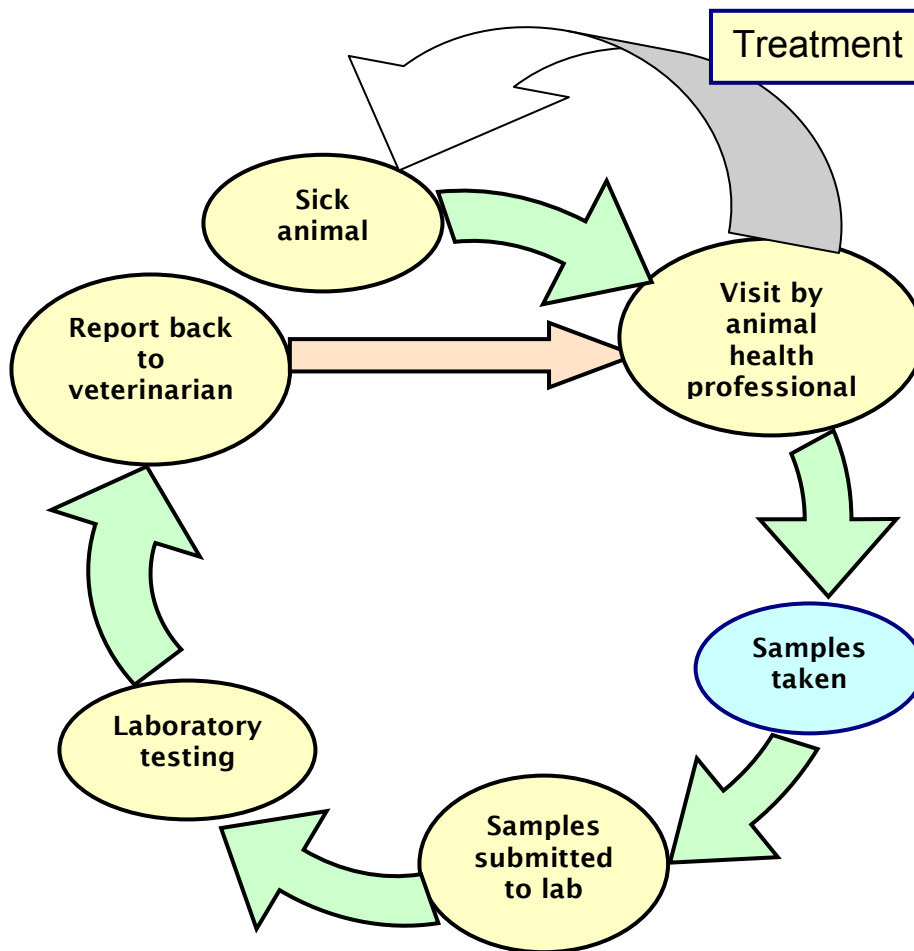 Treatment
Sick
animal
Visit by
animal
health
professional
Report back
to
veterinarian
Samples
taken
Laboratory
testing
Samples
submitted
to lab